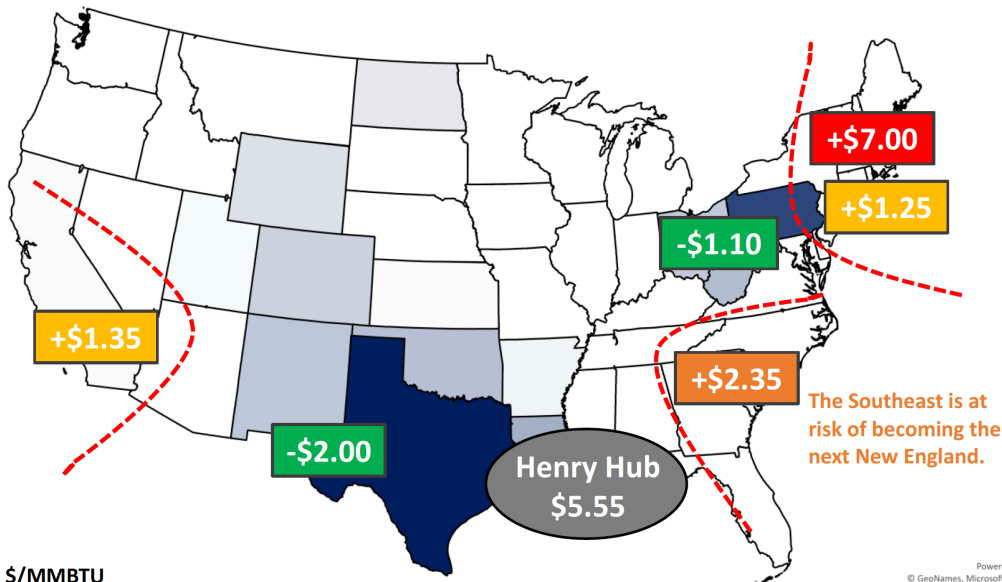 +$7.00
+$1.25
-$1.10
+$1.35
+$2.35
The Southeast is at
risk of becoming the
next New England.
-$2.00
Henry Hub
$5.55
$/MMBTU
Power
© GeoNames, Microsoft